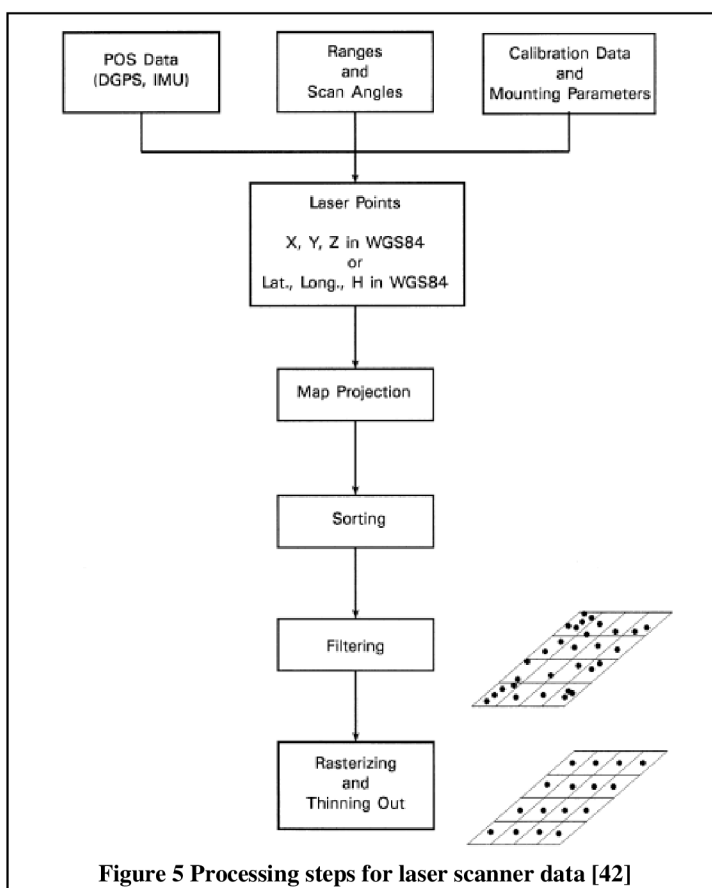 POS Data
(DGPS, IMU)
Ranges
and
Scan Angles
Calibration Data
and
Mounting Parameters
Laser Points
X, Y, Z in WGS84
or
Lat., Long., H in WGS84
Map Projection
Sorting
Filtering
Rasterizing
and
Thinning Out
Figure 5 Processing steps for laser scanner data [42]